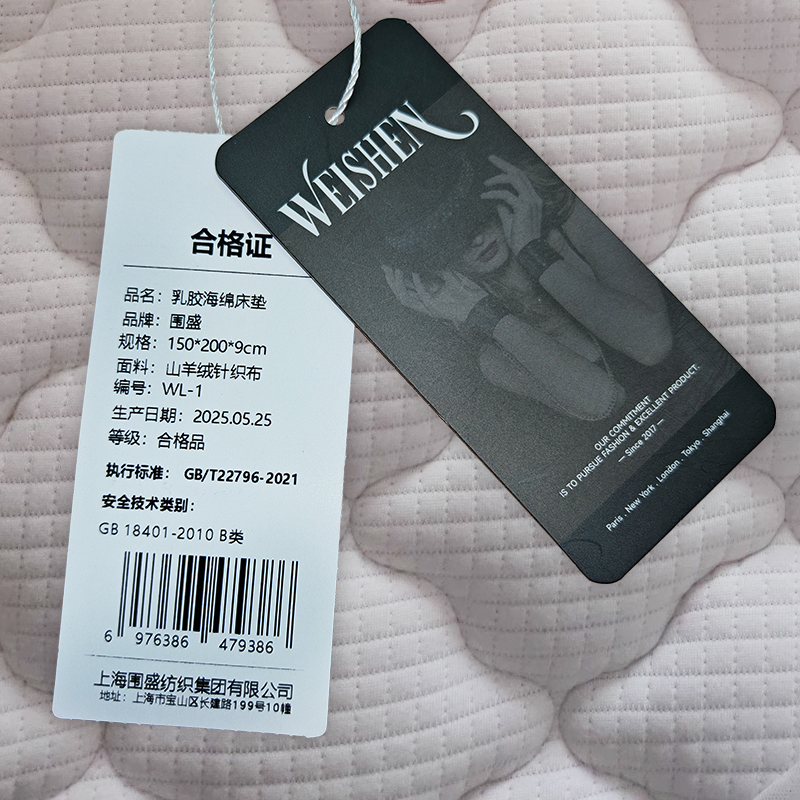 合格证
品名：乳胶海绵床垫
品牌：围盛
规格：150*200*9cm
面料：山羊绒针织布
编号：WL-1
生产日期：2025.05.25
等级：合格品
执行标准： GB/T22796-2021
安全技术类别：
GB 18401-2010 B类
6 976386 479386
上海围盛纺织集团有限公司
地址：上海市宝山区长建路199号10幢
WEISHEN
OUR COMMITMENT
IS TO PURSUE FASHION & EXCELLENT PRODUCT.
— Since 2017 —
Paris . New York . London . Tokyo . Shanghai